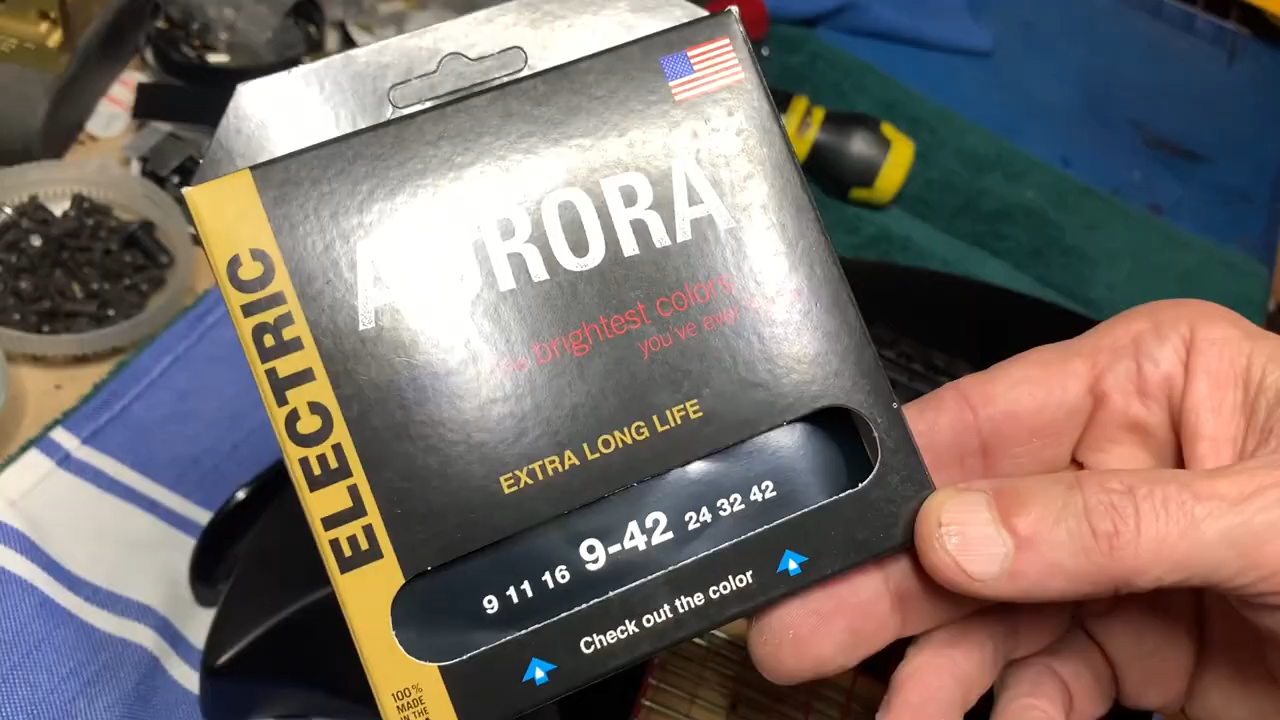 AURORA
brightest colors
you've ever
EXTRA LONG LIFE
9 11 16 9-42 24 32 42
Check out the color
ELECTRIC
100%
MADE
IN THE